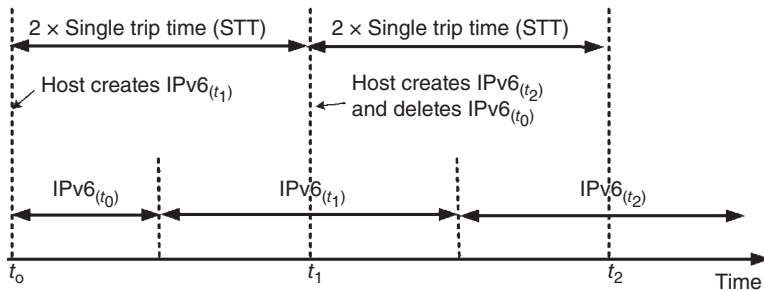 2 × Single trip time (STT)
2 × Single trip time (STT)
Host creates IPv6(t1)
Host creates IPv6(t2)
and deletes IPv6(t0)
IPv6(t0)
IPv6(t1)
IPv6(t2)
to
t1
t2
Time